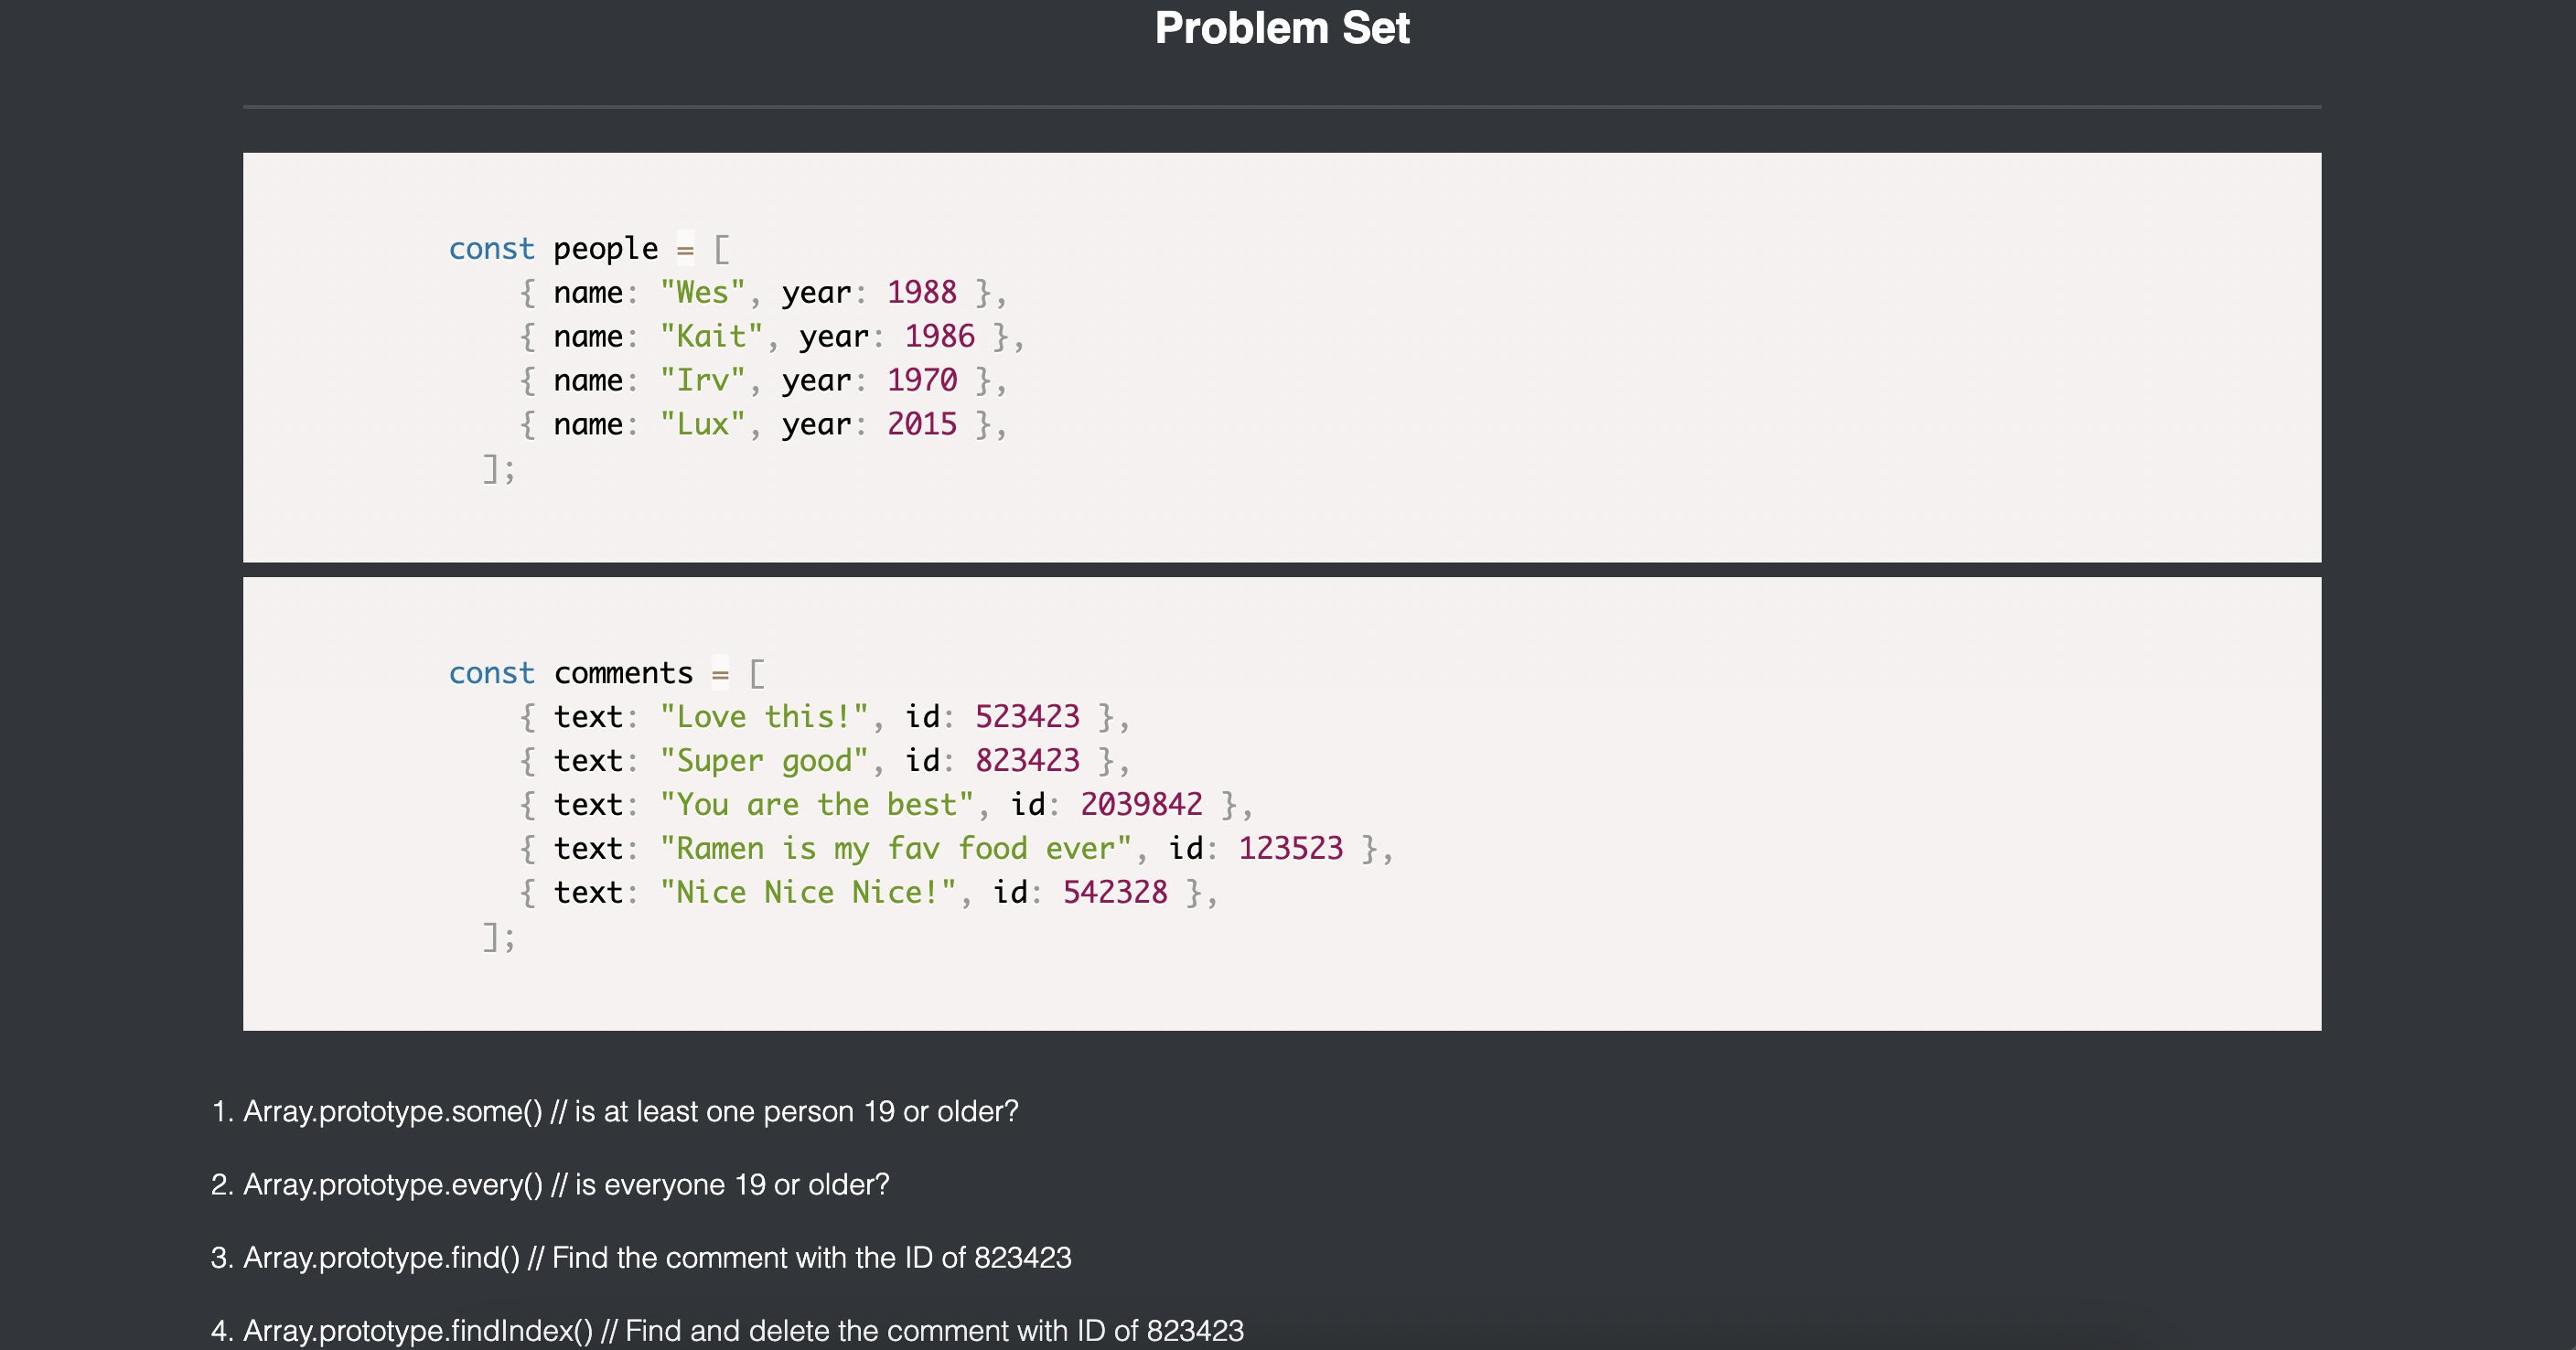 Problem Set
const people = [
{ name: "Wes", year: 1988 },
{ name: "Kait", year: 1986 },
{ name: "Irv", year: 1970 },
{ name: "Lux", year: 2015 },
];
const comments = [
{ text: "Love this!", id: 523423 },
{ text: "Super good", id: 823423 },
{ text: "You are the best", id: 2039842 },
{ text: "Ramen is my fav food ever", id: 123523 },
{ text: "Nice Nice Nice!", id: 542328 },
];
1. Array.prototype.some() // is at least one person 19 or older?
2. Array.prototype.every() // is everyone 19 or older?
3. Array.prototype.find() // Find the comment with the ID of 823423
4. Array.prototype.findIndex() // Find and delete the comment with ID of 823423